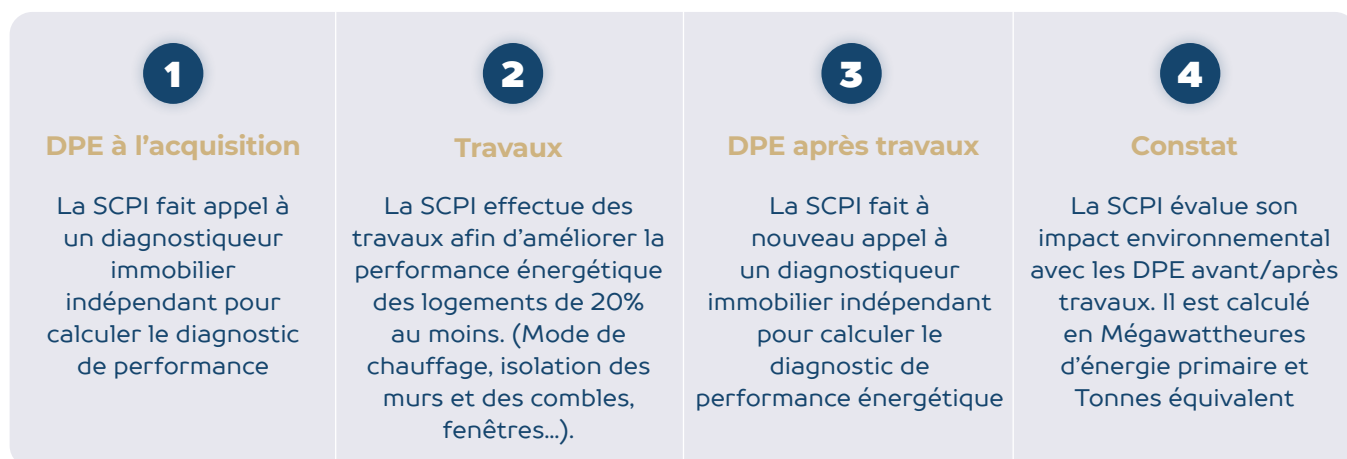 1
DPE à l'acquisition
La SCPI fait appel à
un diagnostiqueur
immobilier
indépendant pour
calculer le diagnostic
de performance
2
Travaux
La SCPI effectue des
travaux afin d'améliorer la
performance énergétique
des logements de 20%
au moins. (Mode de
chauffage, isolation des
murs et des combles,
fenêtres...).
3
DPE après travaux
La SCPI fait à
nouveau appel à
un diagnostiqueur
immobilier indépendant
pour calculer le
diagnostic de
performance énergétique
4
Constat
La SCPI évalue son
impact environnemental
avec les DPE avant/après
travaux. Il est calculé
en Mégawattheures
d'énergie primaire et
Tonnes équivalent